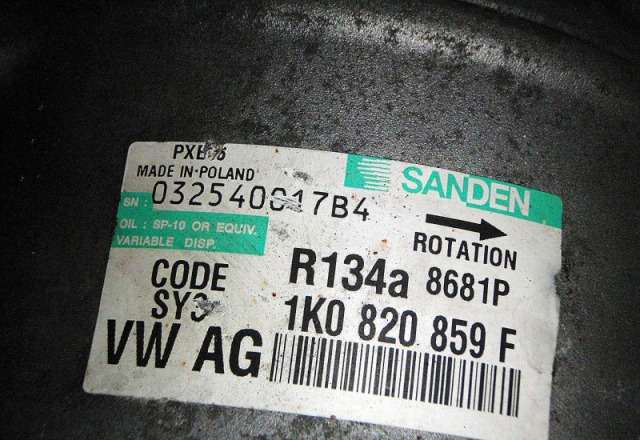 MADE IN POLAND
SANDEN
SN :
OIL : SP-10 OR EQUIV.
VARIABLE DISP.
ROTATION
CODE
R134a 8681P
1K0 820 859 F
VW AG